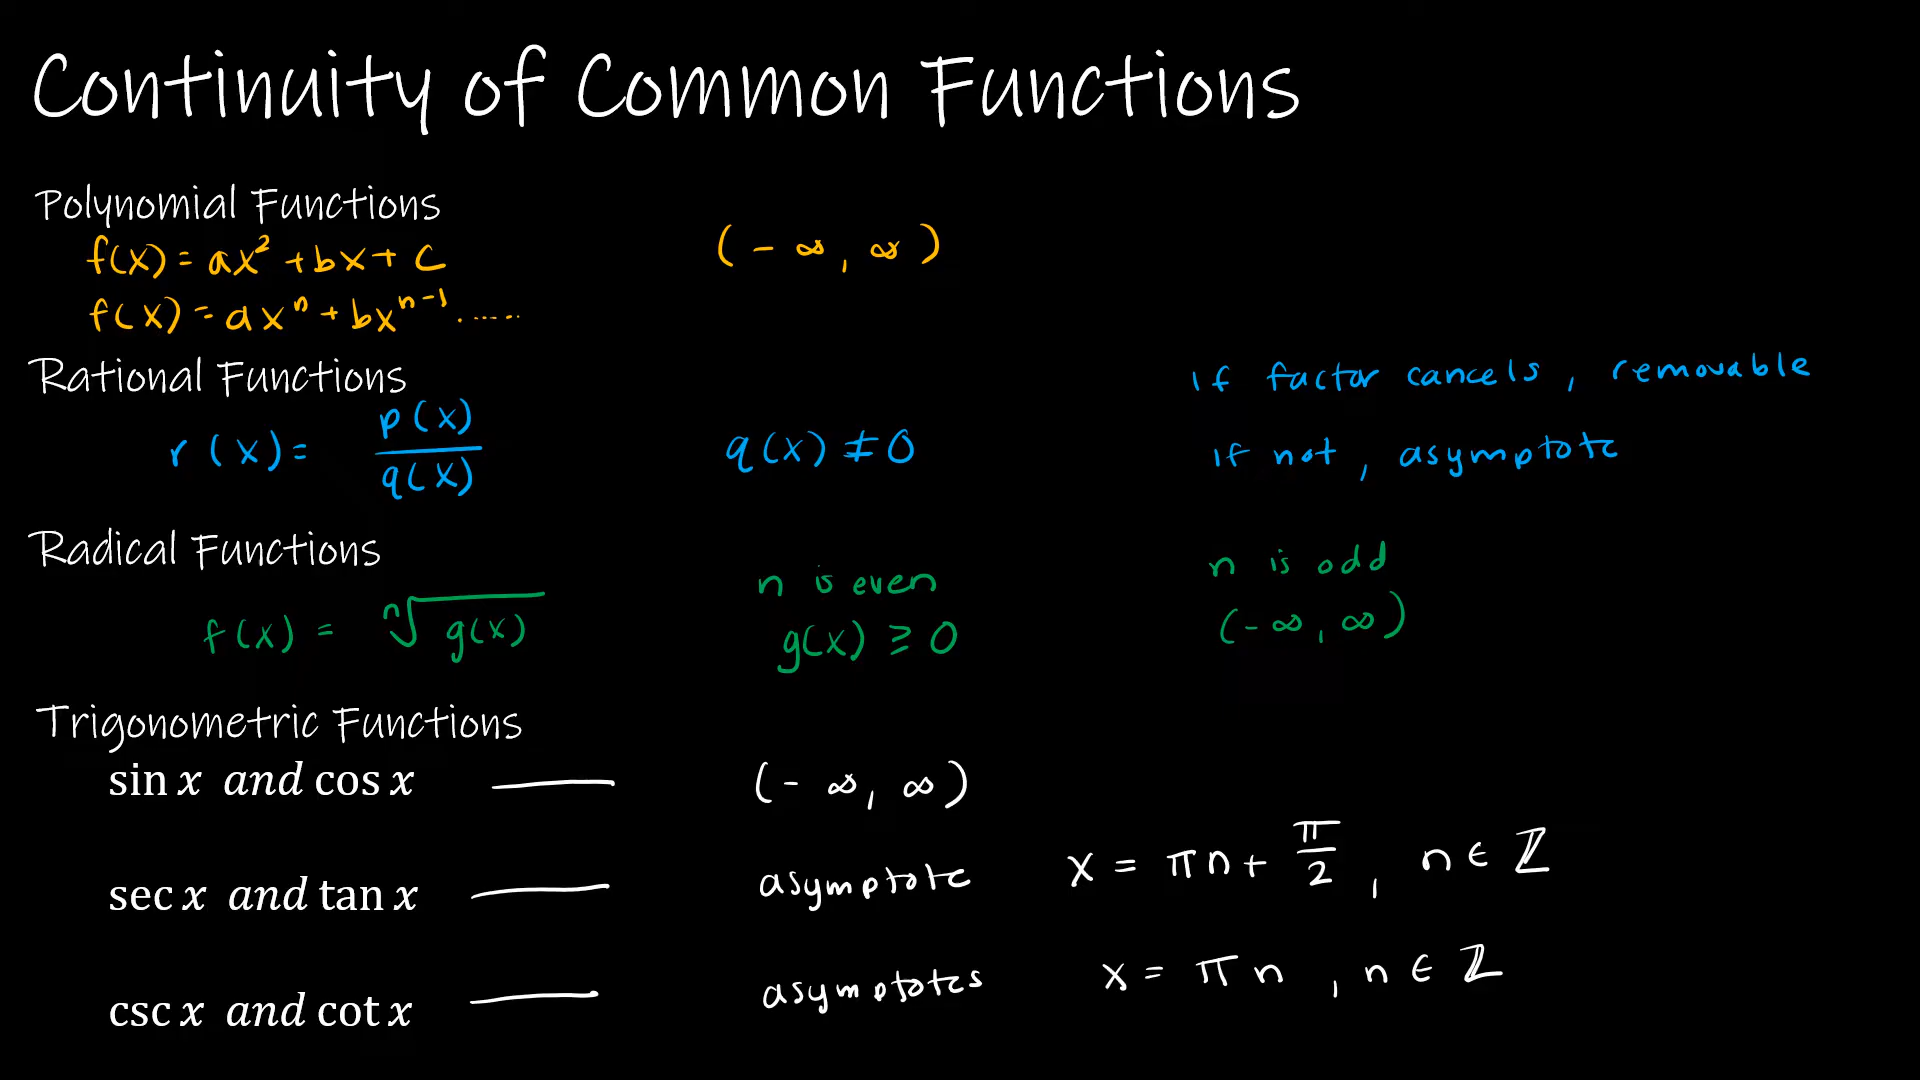 Continuity of Common Functions
Polynomial Functions
f(x) = ax² + bx + c (-∞, ∞)
f(x) = axⁿ + bxⁿ⁻¹ ......
Rational Functions if factor cancels, removable
r(x) = p(x)/q(x) q(x) ≠ 0 if not, asymptote
Radical Functions
n is even n is odd
f(x) = ⁿ√g(x) g(x) ≥ 0 (-∞, ∞)
Trigonometric Functions
sin x and cos x — (-∞, ∞)
sec x and tan x — asymptote x = πn + π/2, n ∈ ℤ
csc x and cot x — asymptotes x = πn, n ∈ ℤ